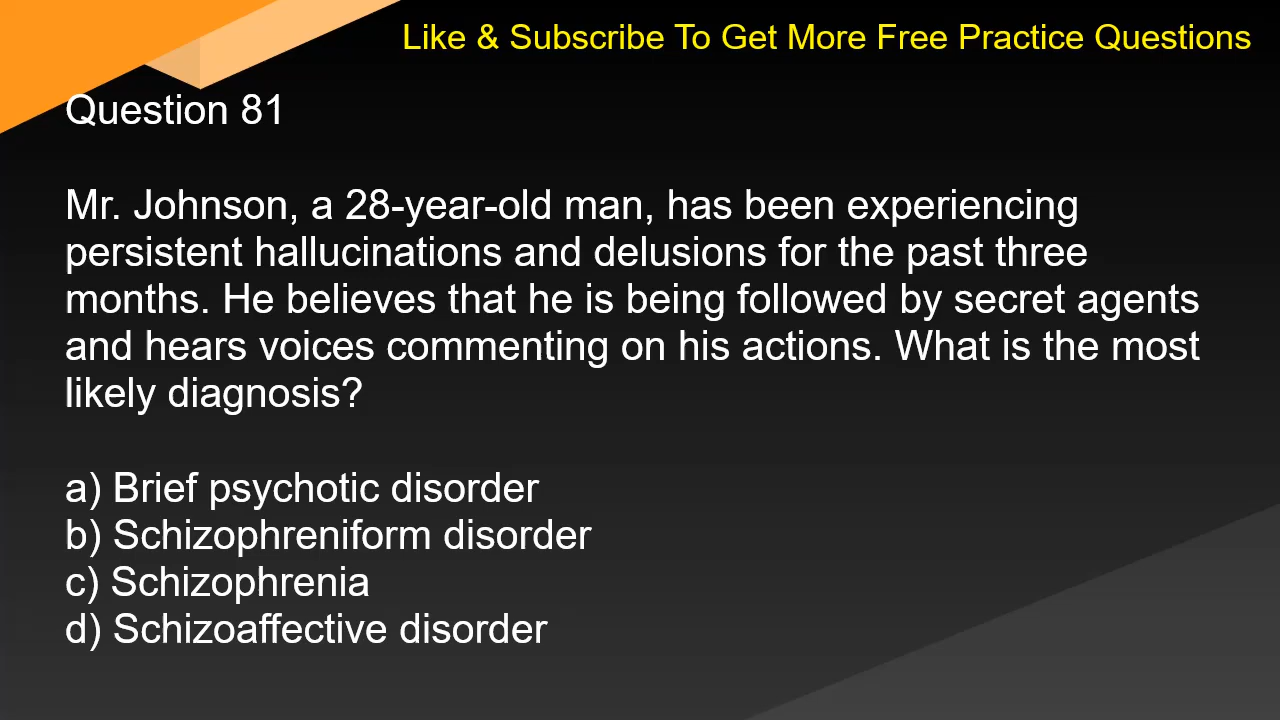 Like & Subscribe To Get More Free Practice Questions
Question 81
Mr. Johnson, a 28-year-old man, has been experiencing
persistent hallucinations and delusions for the past three
months. He believes that he is being followed by secret agents
and hears voices commenting on his actions. What is the most
likely diagnosis?
a) Brief psychotic disorder
b) Schizophreniform disorder
c) Schizophrenia
d) Schizoaffective disorder